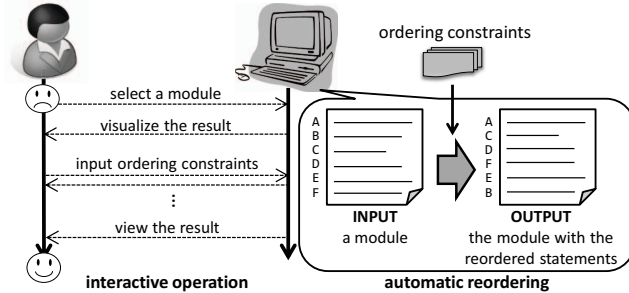 ordering constraints
select a module
visualize the result
input ordering constraints
⋮
view the result
interactive operation
A
B
C
D
E
F
INPUT
a module
A
C
D
F
E
B
OUTPUT
the module with the
reordered statements
automatic reordering